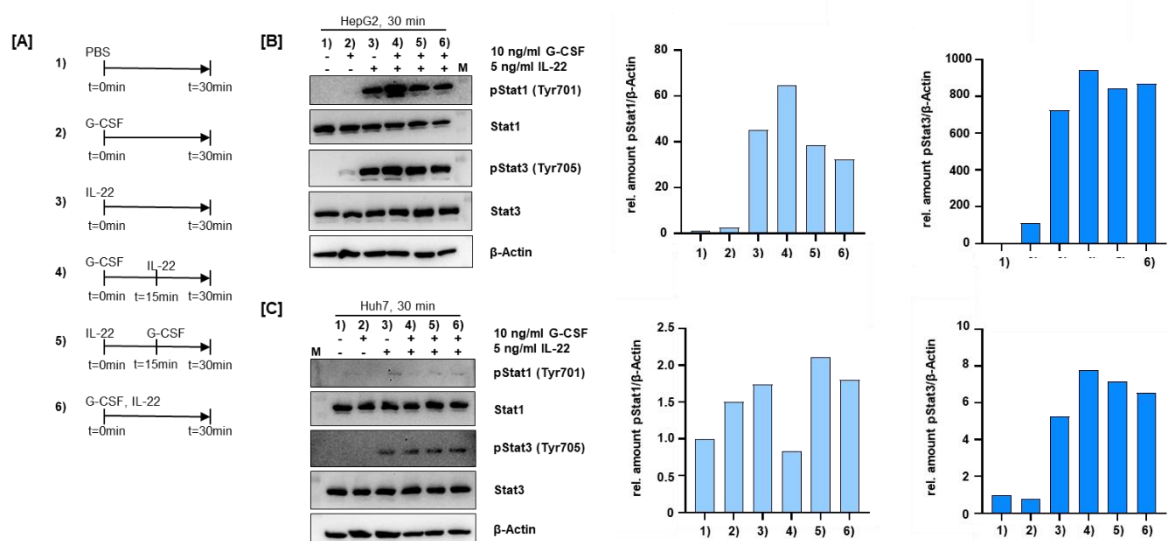 [A]
1)
PBS
t=0min t=30min
2)
G-CSF
t=0min t=30min
3)
IL-22
t=0min t=30min
4)
G-CSF IL-22
t=0min t=15min t=30min
5)
IL-22 G-CSF
t=0min t=15min t=30min
6)
G-CSF, IL-22
t=0min t=30min
[B]
HepG2, 30 min
1) 2) 3) 4) 5) 6)
- + - + + + 10 ng/ml G-CSF
- - + + + + M 5 ng/ml IL-22
pStat1 (Tyr701)
Stat1
pStat3 (Tyr705)
Stat3
β-Actin
rel. amount pStat1/β-Actin
80
60
40
20
0
1) 2) 3) 4) 5) 6)
rel. amount pStat3/β-Actin
1000
800
600
400
200
0
1) 6)
[C]
Huh7, 30 min
1) 2) 3) 4) 5) 6)
- + - + + + 10 ng/ml G-CSF
M - - + + + + 5 ng/ml IL-22
pStat1 (Tyr701)
Stat1
pStat3 (Tyr705)
Stat3
β-Actin
rel. amount pStat1/β-Actin
2.5
2.0
1.5
1.0
0.5
0.0
1) 2) 3) 4) 5) 6)
rel. amount pStat3/β-Actin
10
8
6
4
2
0
1) 2) 3) 4) 5) 6)